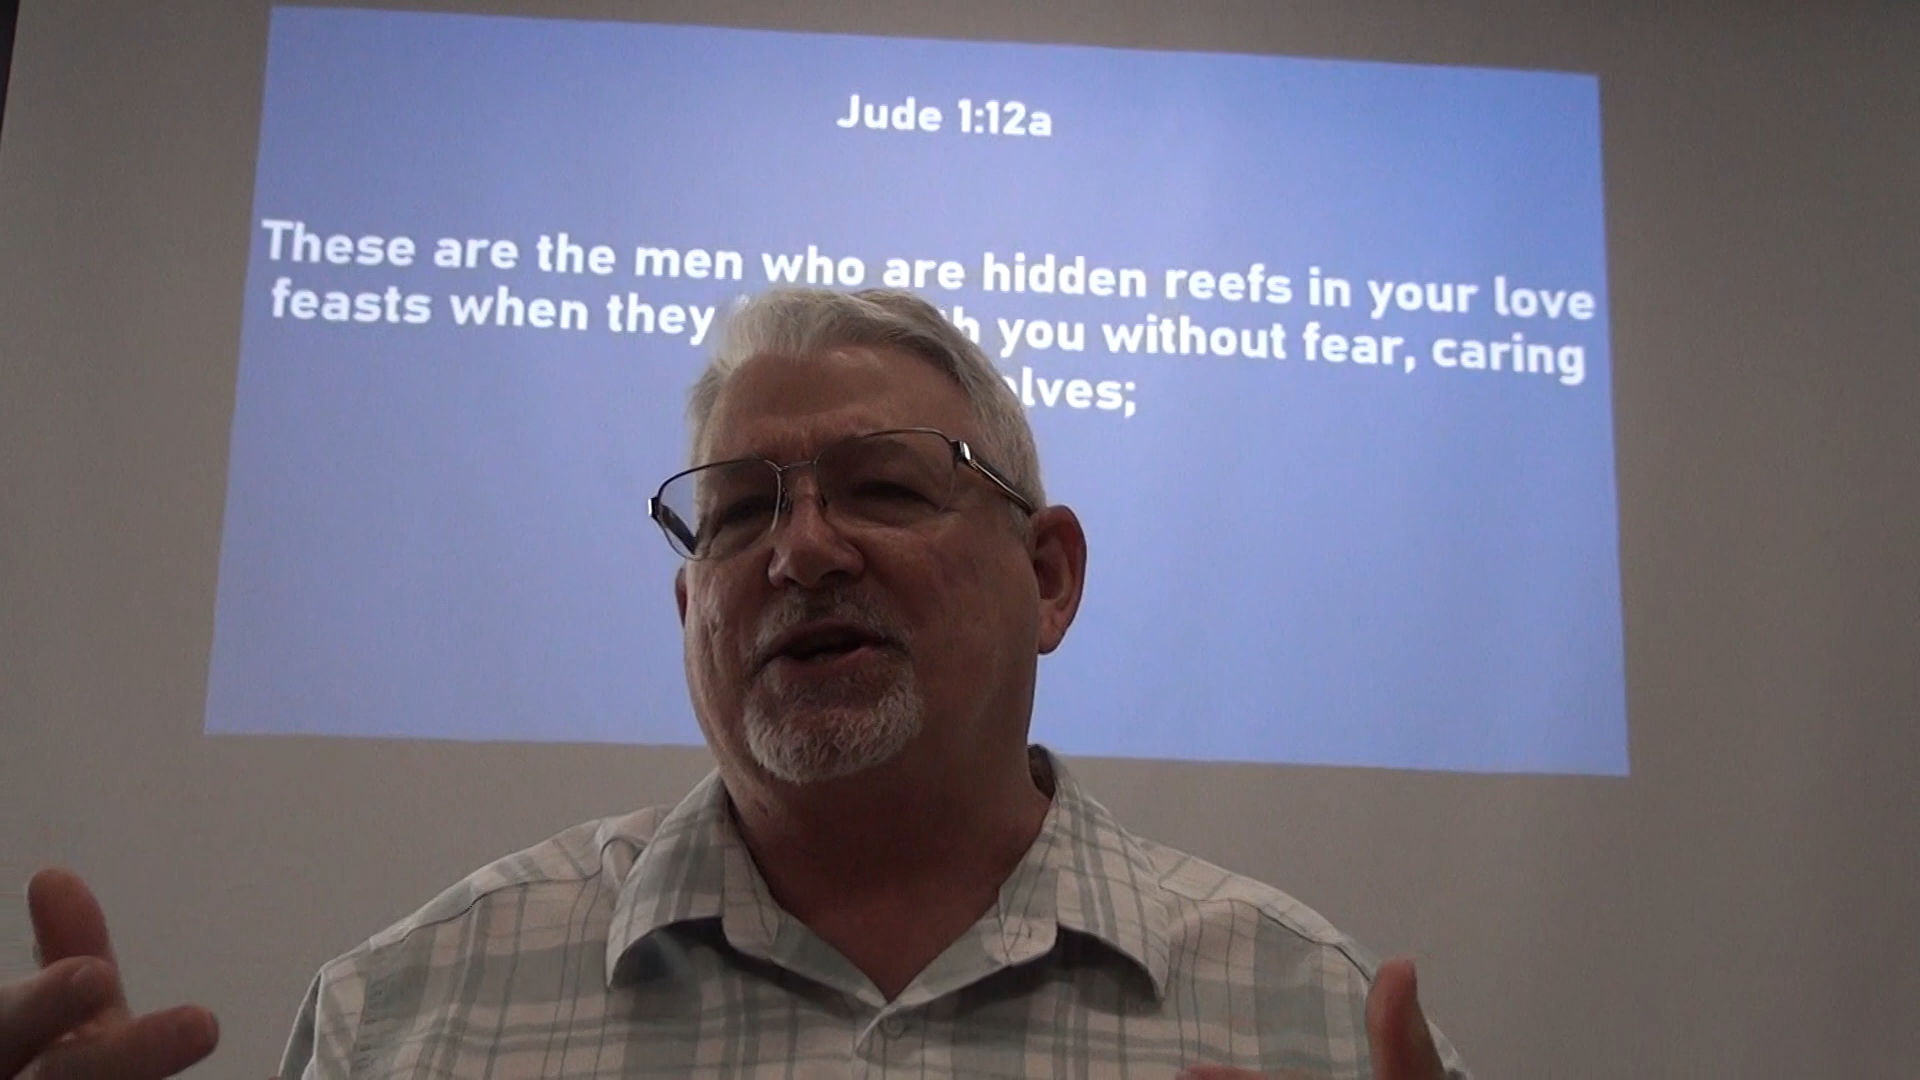 Jude 1:12a
These are the men who are hidden reefs in your love
feasts when they you without fear, caring